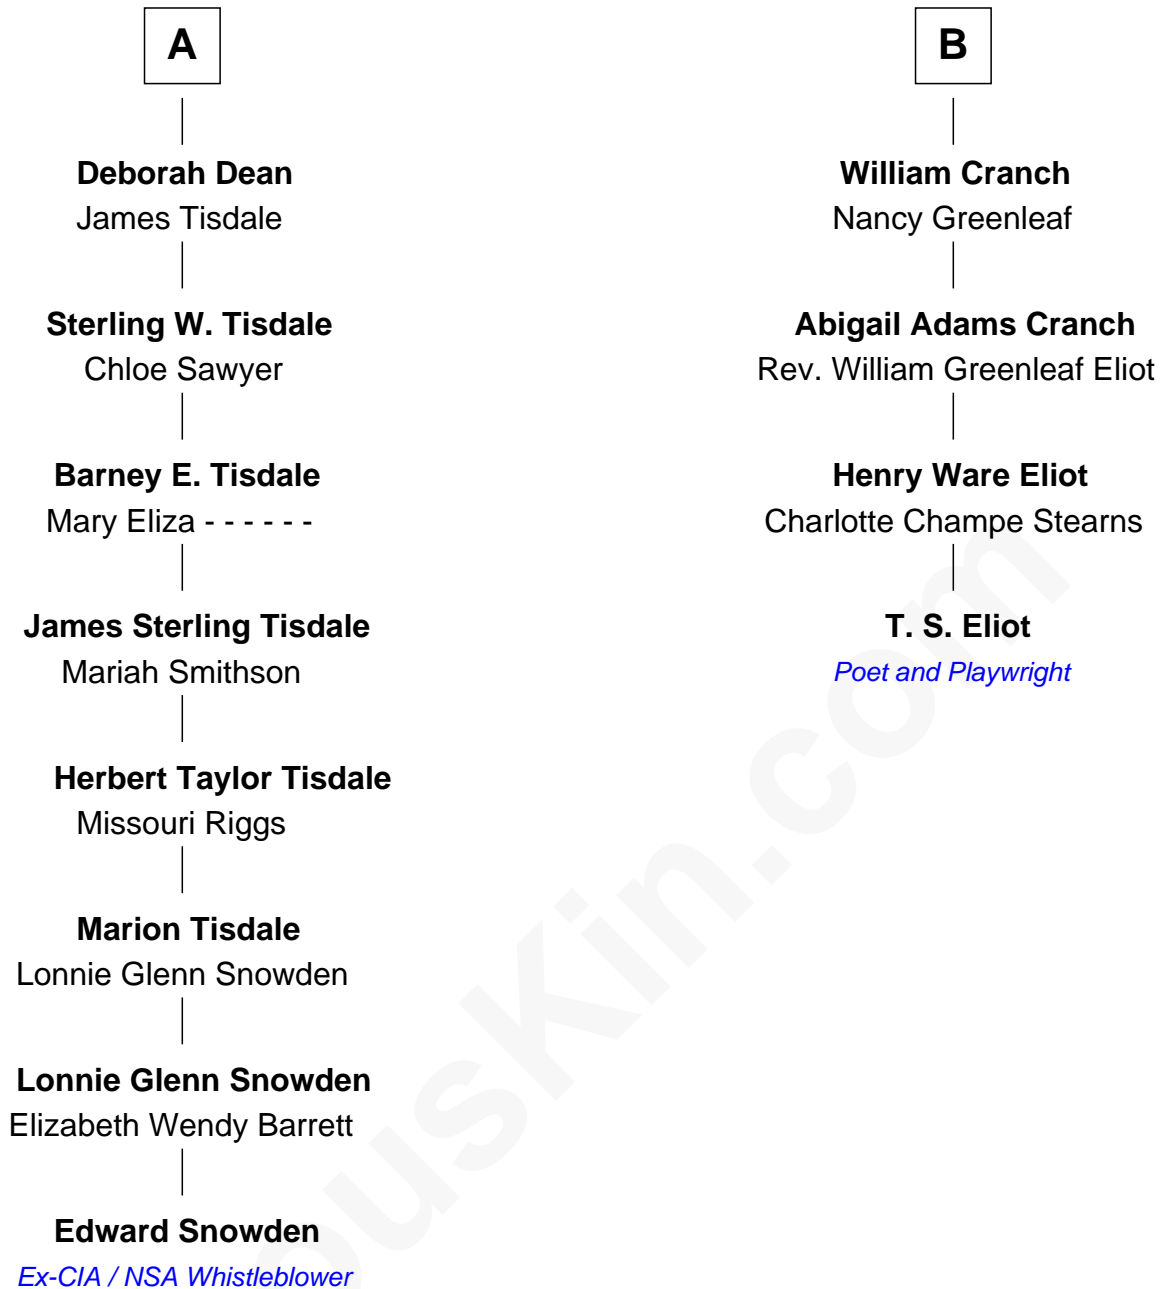 A
Deborah Dean
James Tisdale
Sterling W. Tisdale
Chloe Sawyer
Barney E. Tisdale
Mary Eliza - - - - - -
James Sterling Tisdale
Mariah Smithson
Herbert Taylor Tisdale
Missouri Riggs
Marion Tisdale
Lonnie Glenn Snowden
Lonnie Glenn Snowden
Elizabeth Wendy Barrett
Edward Snowden
Ex-CIA / NSA Whistleblower
B
William Cranch
Nancy Greenleaf
Abigail Adams Cranch
Rev. William Greenleaf Eliot
Henry Ware Eliot
Charlotte Champe Stearns
T. S. Eliot
Poet and Playwright
ousKin.com